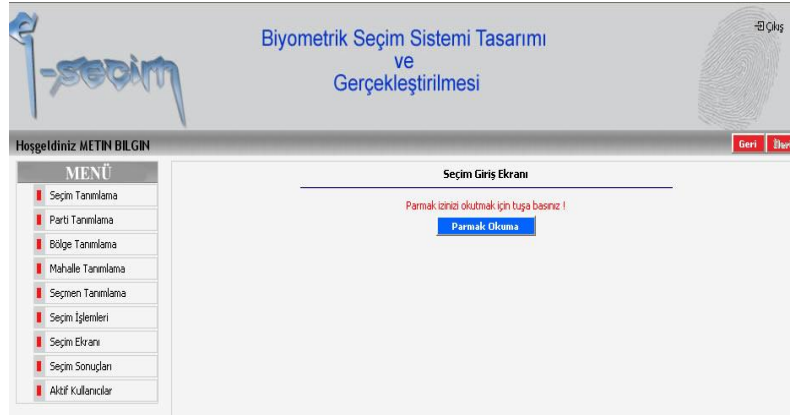 i-seçim
Biyometrik Seçim Sistemi Tasarımı
ve
Gerçekleştirilmesi
Çıkış
Hoşgeldiniz METIN BILGIN
Geri
MENÜ
Seçim Tanımlama
Parti Tanımlama
Bölge Tanımlama
Mahalle Tanımlama
Seçmen Tanımlama
Seçim İşlemleri
Seçim Ekranı
Seçim Sonuçları
Aktif Kullanıcılar
Seçim Giriş Ekranı
Parmak izinizi okutmak için tuşa basınız !
Parmak Okuma